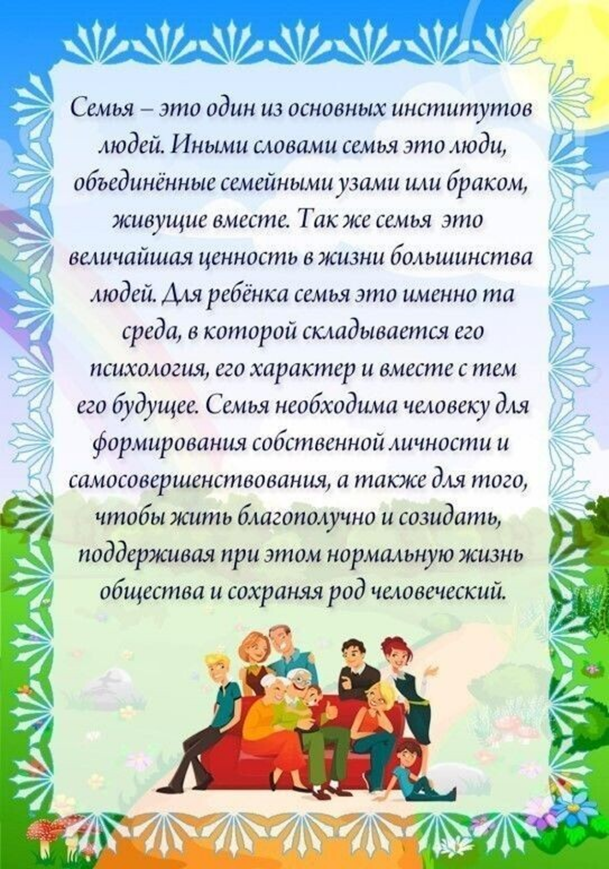 Семья – это один из основных институтов
людей. Иными словами семья это люди,
объединённые семейными узами или браком,
живущие вместе. Так же семья это
величайшая ценность в жизни большинства
людей. Для ребёнка семья это именно та
среда, в которой складывается его
психология, его характер и вместе с тем
его будущее. Семья необходима человеку для
формирования собственной личности и
самосовершенствования, а также для того,
чтобы жить благополучно и созидать,
поддерживая при этом нормальную жизнь
общества и сохраняя род человеческий.